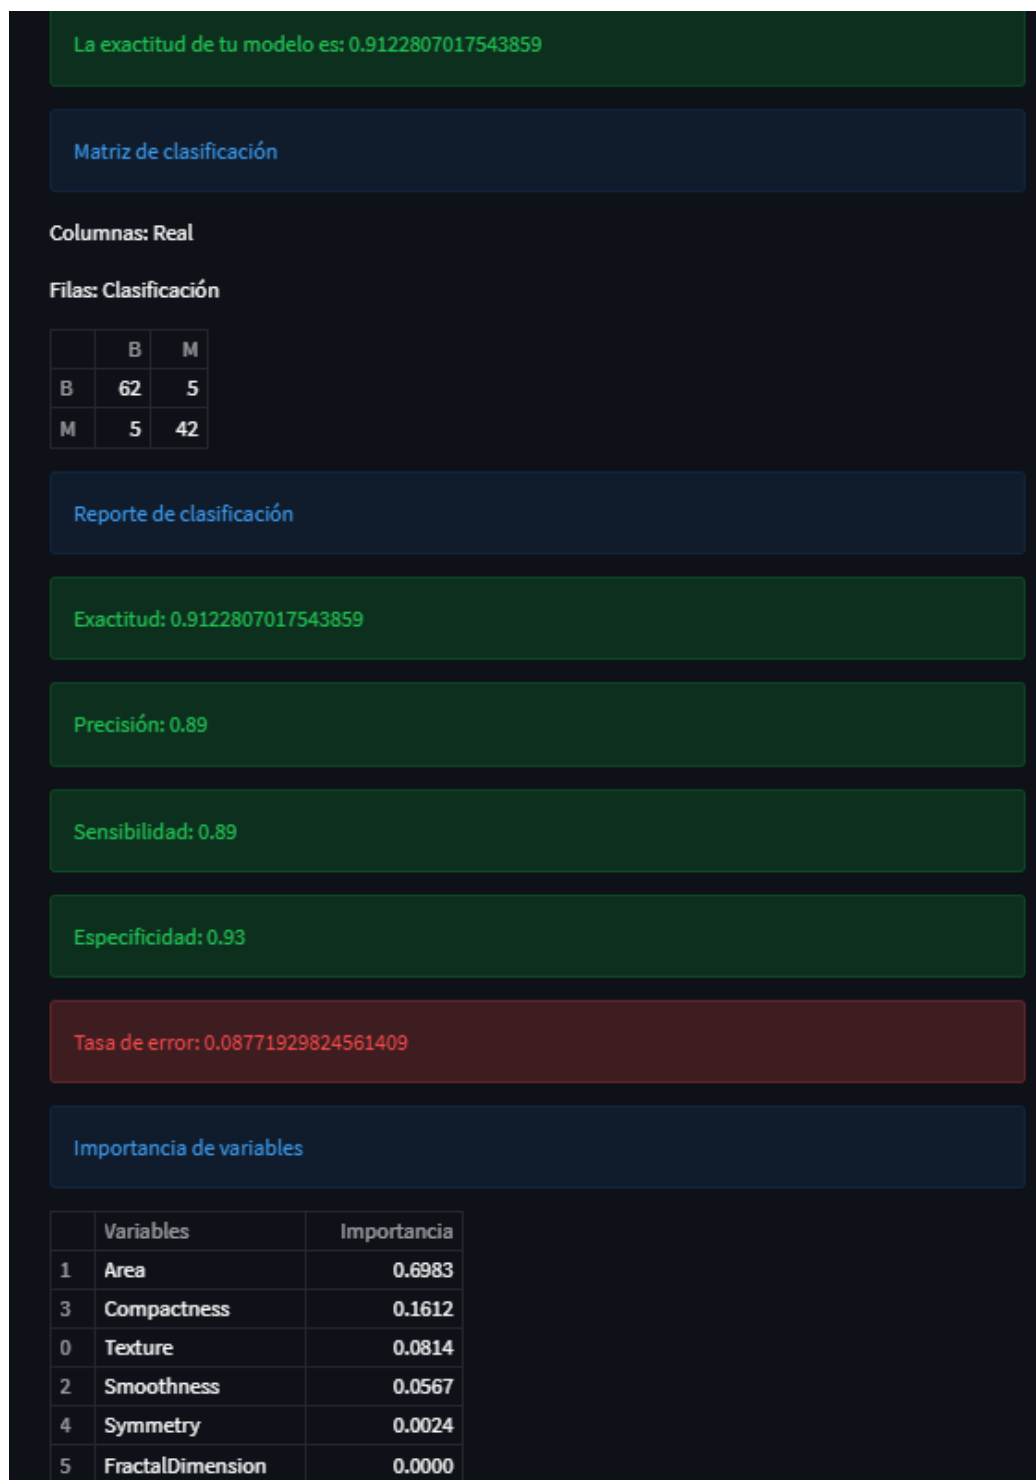 La exactitud de tu modelo es: 0.9122807017543859
Matriz de clasificación
Columnas: Real
Filas: Clasificación
B M
B 62 5
M 5 42
Reporte de clasificación
Exactitud: 0.9122807017543859
Precisión: 0.89
Sensibilidad: 0.89
Especificidad: 0.93
Tasa de error: 0.08771929824561409
Importancia de variables
Variables Importancia
1 Area 0.6983
3 Compactness 0.1612
0 Texture 0.0814
2 Smoothness 0.0567
4 Symmetry 0.0024
5 FractalDimension 0.0000